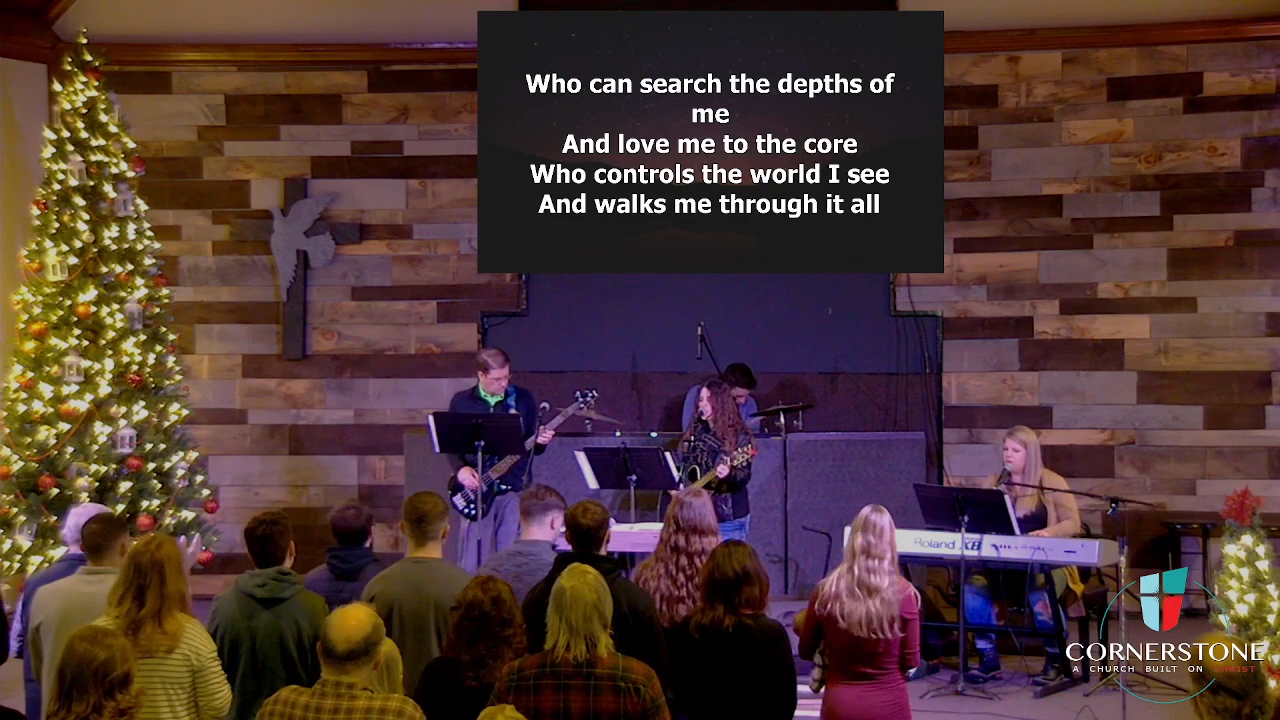 Who can search the depths of
me
And love me to the core
Who controls the world I see
And walks me through it all
Roland
CORNERSTONE
A CHURCH BUILT ON CHRIST